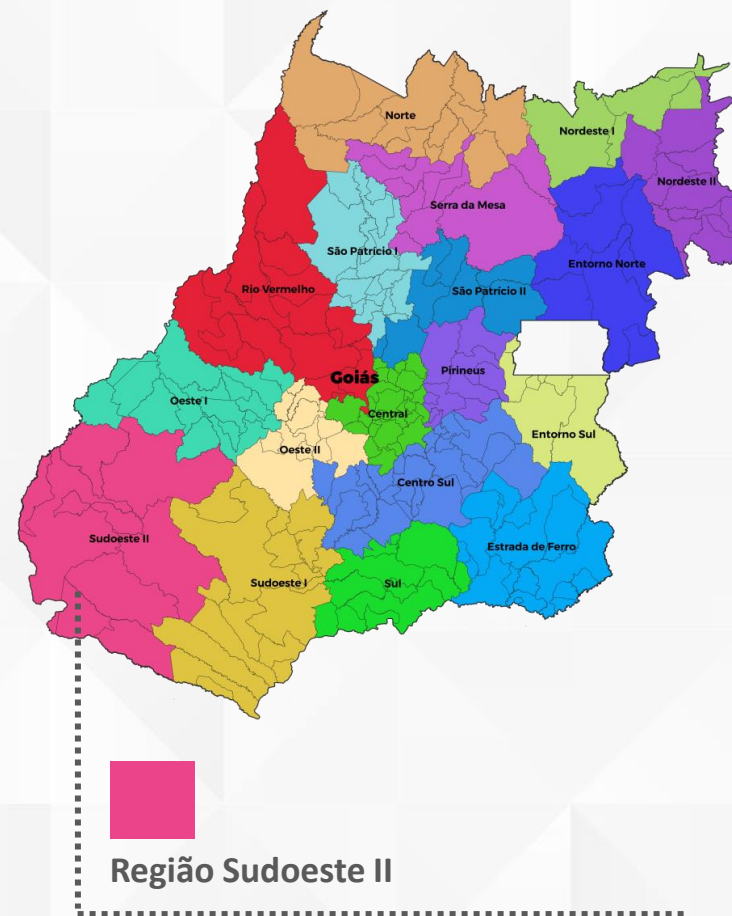 Norte
Nordeste I
Nordeste II
Serra da Mesa
São Patrício I
Entorno Norte
Rio Vermelho
São Patricio II
Pirineus
Goiás
Oeste I
Central
Entorno Sul
Oeste II
Centro Sul
Sudoeste II
Estrada de Ferro
Sudoeste I
Sul
Região Sudoeste II